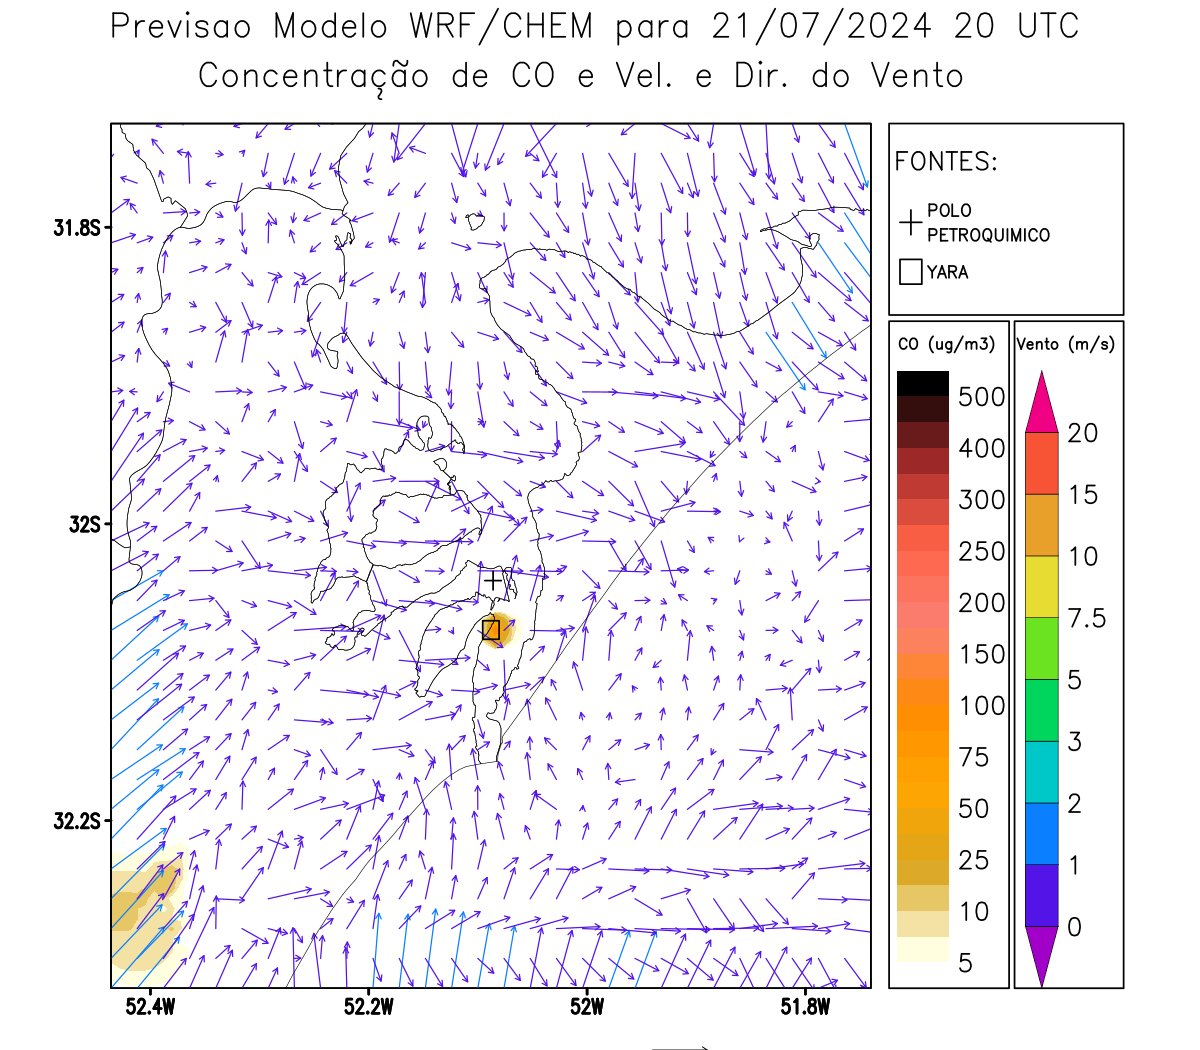 Previsao Modelo WRF/CHEM para 21/07/2024 20 UTC
Concentração de CO e Vel. e Dir. do Vento
FONTES:
POLO
PETROQUIMICO
YARA
CO (ug/m3)
500
400
300
250
200
150
100
75
50
25
10
5
Vento (m/s)
20
15
10
7.5
5
3
2
1
0
31.8S
32S
32.2S
52.4W
52.2W
52W
51.8W